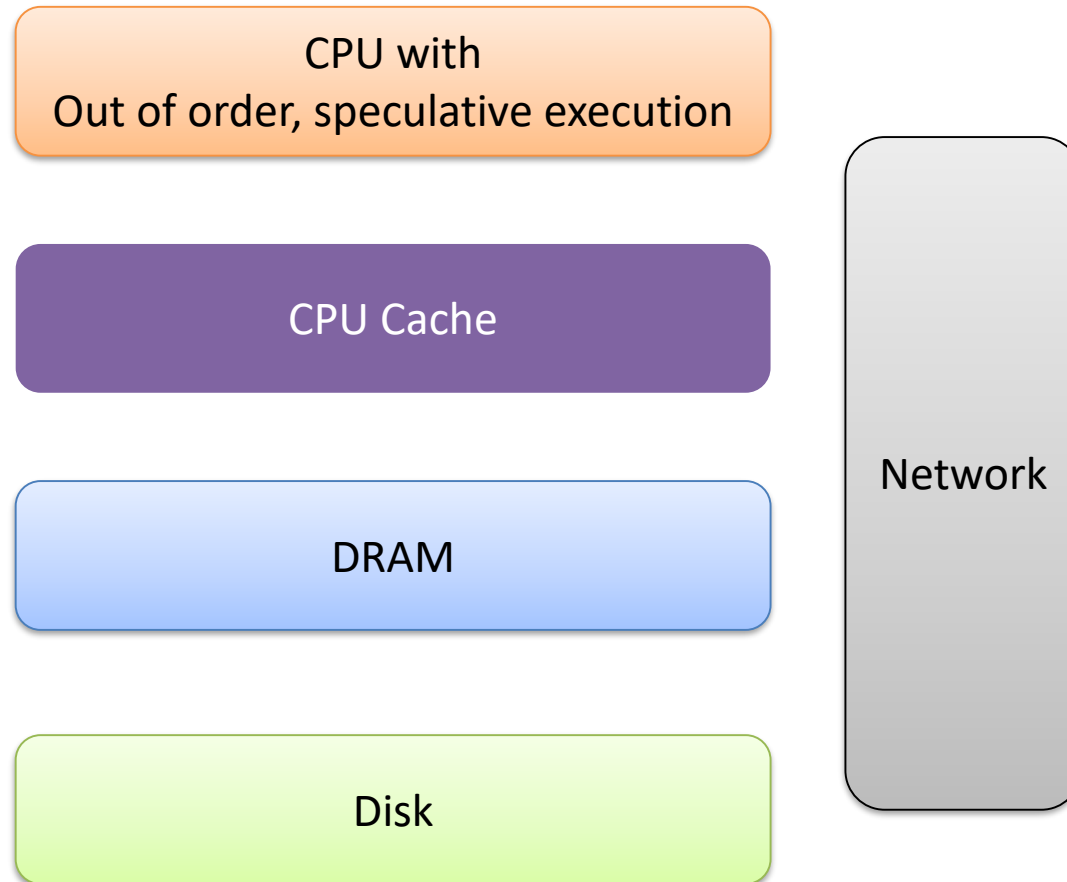 CPU with
Out of order, speculative execution
CPU Cache
Network
DRAM
Disk